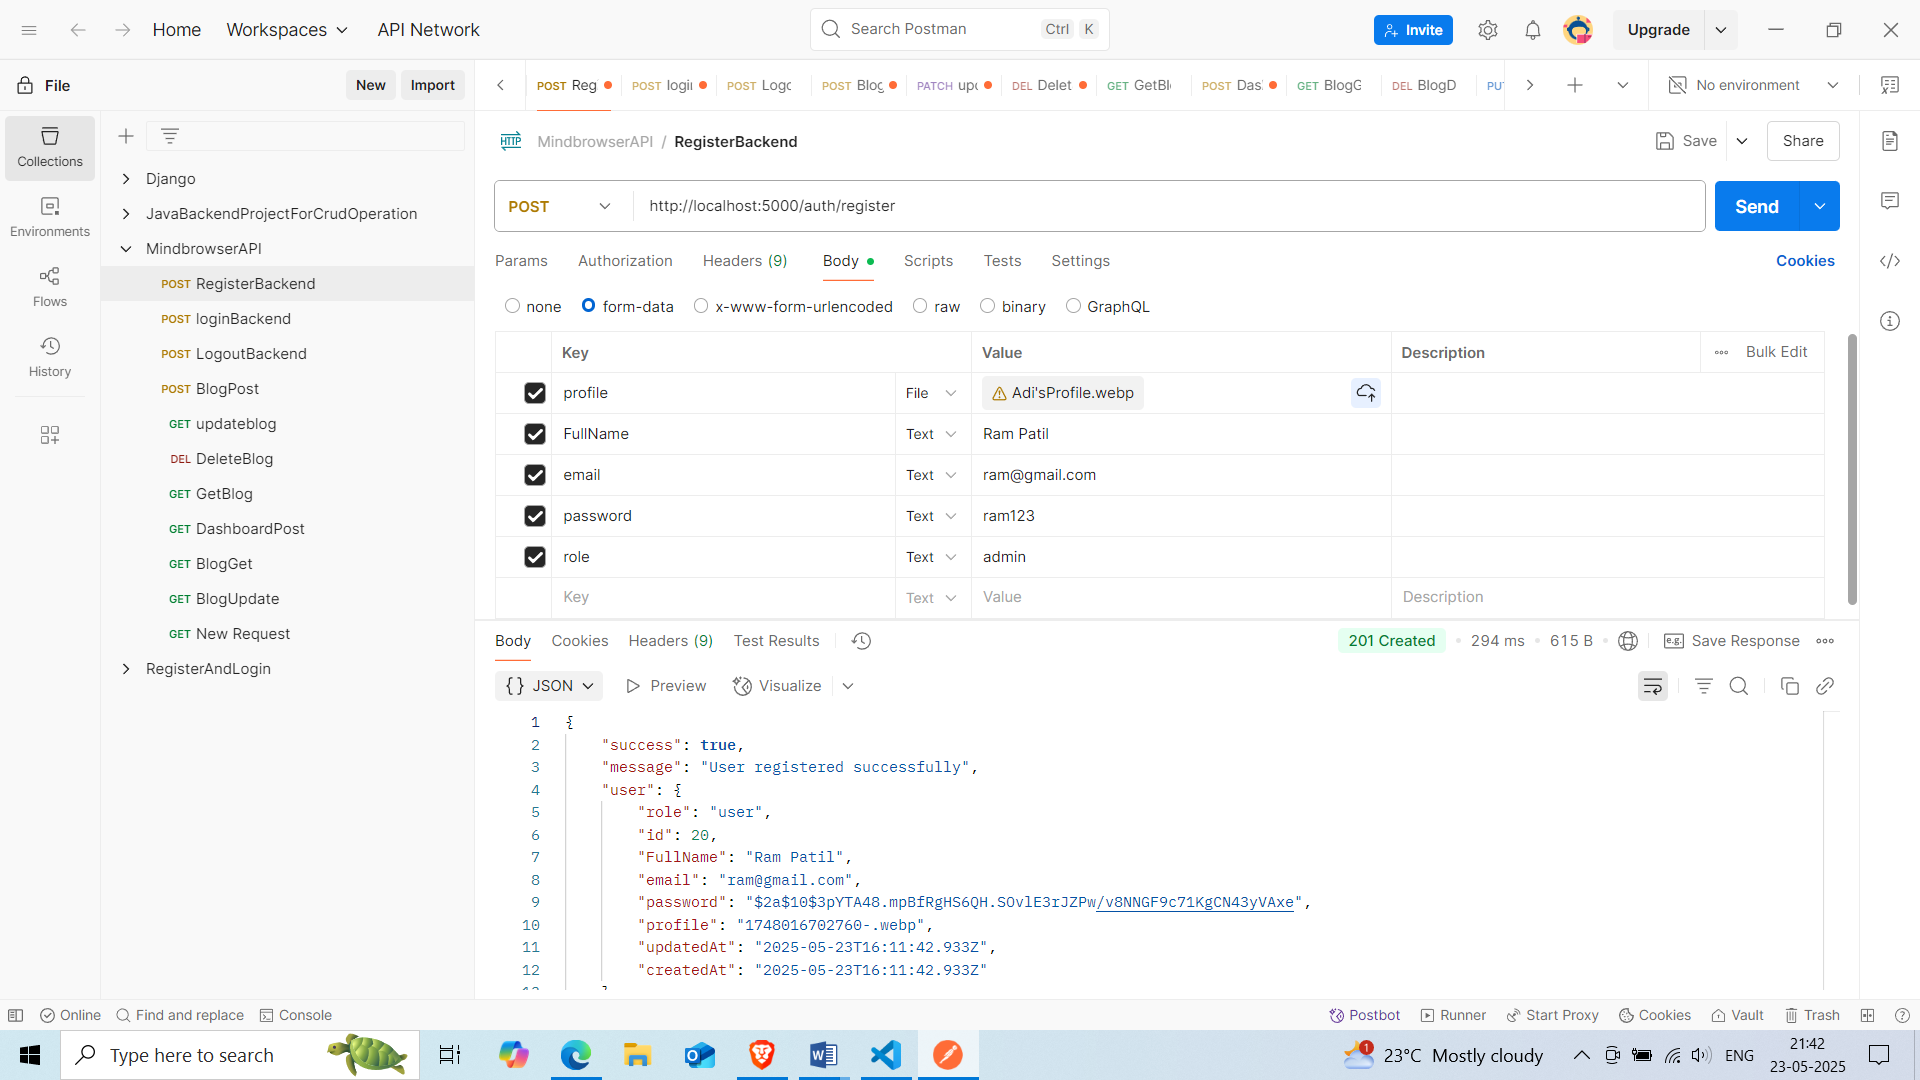 Home Workspaces API Network Search Postman Ctrl K Invite Upgrade
File New Import
POST Reg POST login POST Logo POST Blog PATCH upc DEL Delet GET GetBl POST Das GET BlogG DEL BlogD PU No environment
Collections
Environments
Flows
History
Django
JavaBackendProjectForCrudOperation
MindbrowserAPI
POST RegisterBackend
POST loginBackend
POST LogoutBackend
POST BlogPost
GET updateblog
DEL DeleteBlog
GET GetBlog
GET DashboardPost
GET BlogGet
GET BlogUpdate
GET New Request
RegisterAndLogin
HTTP MindbrowserAPI / RegisterBackend Save Share
POST http://localhost:5000/auth/register Send
Params Authorization Headers (9) Body Scripts Tests Settings Cookies
none form-data x-www-form-urlencoded raw binary GraphQL
Key Value Description Bulk Edit
profile File Adi'sProfile.webp
FullName Text Ram Patil
email Text ram@gmail.com
password Text ram123
role Text admin
Key Text Value Description
Body Cookies Headers (9) Test Results 201 Created 294 ms 615 B e.g. Save Response
{} JSON Preview Visualize
1 {
2 "success": true,
3 "message": "User registered successfully",
4 "user": {
5 "role": "user",
6 "id": 20,
7 "FullName": "Ram Patil",
8 "email": "ram@gmail.com",
9 "password": "$2a$10$3pYTA48.mpBfRgHS6QH.SOvlE3rJZPw/v8NNGF9c71KgCN43yVAxe",
10 "profile": "1748016702760-.webp",
11 "updatedAt": "2025-05-23T16:11:42.933Z",
12 "createdAt": "2025-05-23T16:11:42.933Z"
Online Find and replace Console Postbot Runner Start Proxy Cookies Vault Trash
Type here to search 1 23°C Mostly cloudy ENG 21:42
23-05-2025